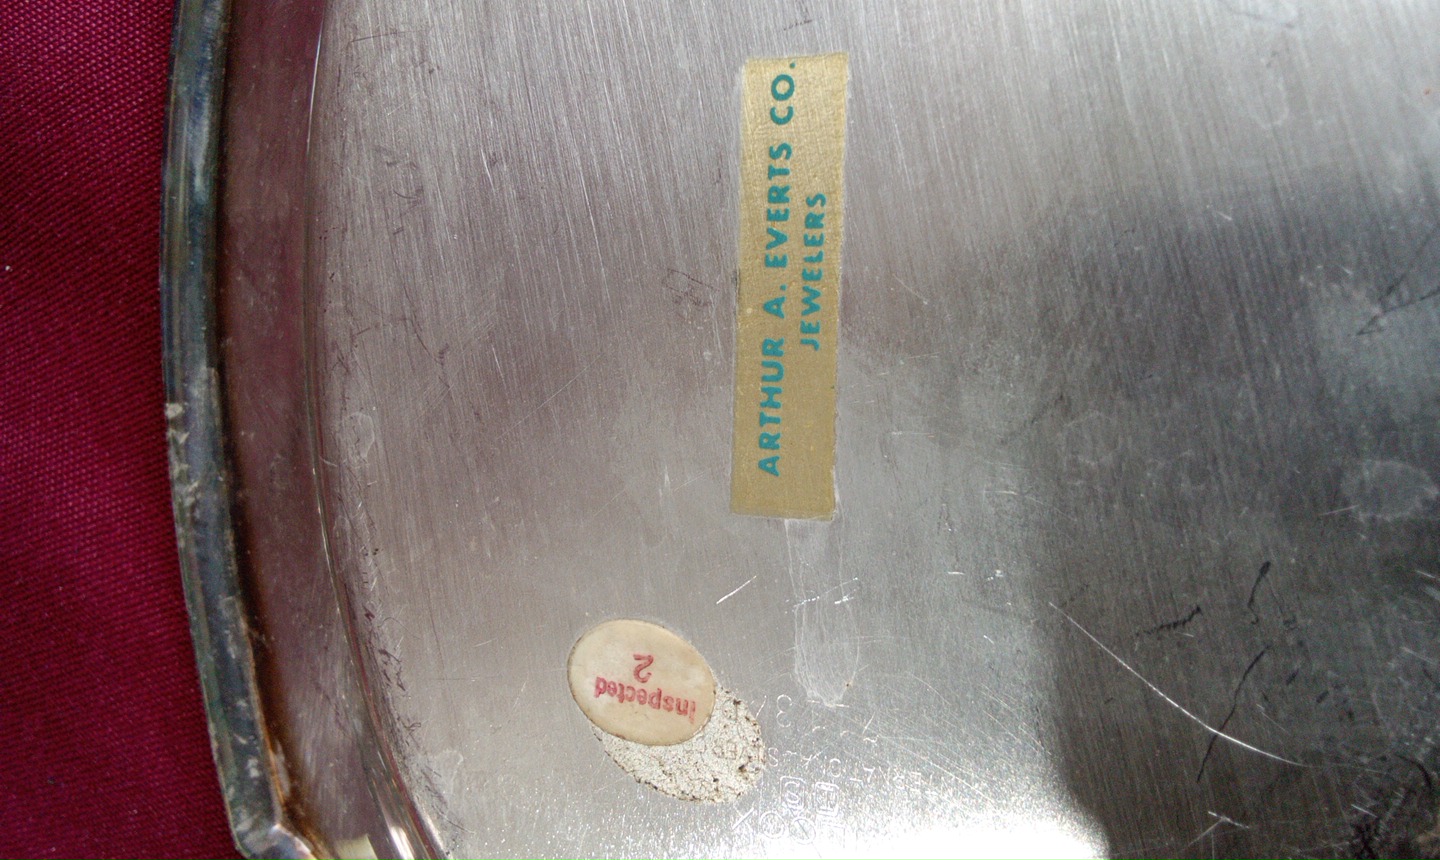 ARTHUR A. EVERTS CO.
JEWELERS
Inspected
2